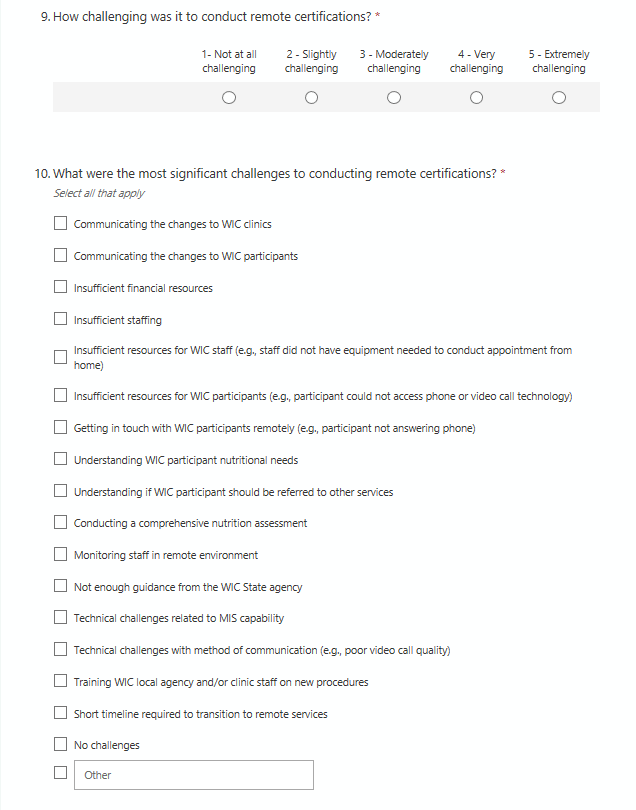 9. How challenging was it to conduct remote certifications? *
1- Not at all challenging
2 - Slightly challenging
3 - Moderately challenging
4 - Very challenging
5 - Extremely challenging
10. What were the most significant challenges to conducting remote certifications? *
Select all that apply
Communicating the changes to WIC clinics
Communicating the changes to WIC participants
Insufficient financial resources
Insufficient staffing
Insufficient resources for WIC staff (e.g., staff did not have equipment needed to conduct appointment from
home)
Insufficient resources for WIC participants (e.g., participant could not access phone or video call technology)
Getting in touch with WIC participants remotely (e.g., participant not answering phone)
Understanding WIC participant nutritional needs
Understanding if WIC participant should be referred to other services
Conducting a comprehensive nutrition assessment
Monitoring staff in remote environment
Not enough guidance from the WIC State agency
Technical challenges related to MIS capability
Technical challenges with method of communication (e.g., poor video call quality)
Training WIC local agency and/or clinic staff on new procedures
Short timeline required to transition to remote services
No challenges
Other